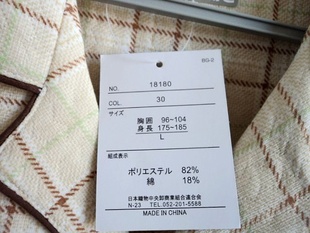 BG-2
NO. 18180
COL. 30
サイズ
胸囲 96−104
身長 175−185
L
組成表示
ポリエステル 82%
綿 18%
日本織物中央卸商業組合連合会
N-23 TEL.052-201-5588
MADE IN CHINA